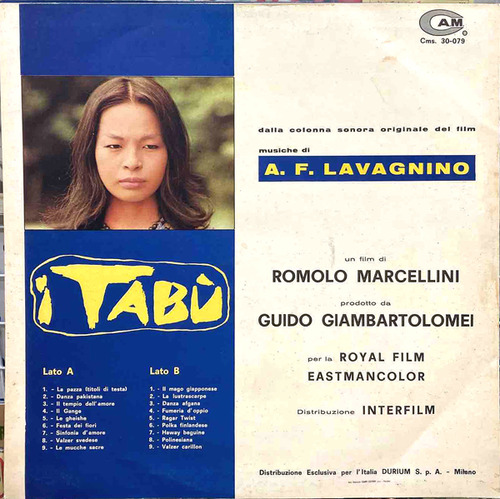 CAM
Cms. 30-079
dalla colonna sonora originale del film
musiche di
A. F. LAVAGNINO
un film di
ROMOLO MARCELLINI
prodotto da
GUIDO GIAMBARTOLOMEI
per la ROYAL FILM
EASTMANCOLOR
Distribuzione INTERFILM
i TABÙ
Lato A
1. - La pazza (titoli di testa)
2. - Danza pakistana
3. - Il tempio dell'amore
4. - Il Gange
5. - Le gheishe
6. - Festa dei fiori
7. - Sinfonia d'amore
8. - Valzer svedese
9. - Le mucche sacre
Lato B
1. - Il mago giapponese
2. - La lustrascarpe
3. - Danza afgana
4. - Fumeria d'oppio
5. - Ragar Twist
6. - Polka finlandese
7. - Haway beguine
8. - Polinesiana
9. - Valzer carillon
Distribuzione Esclusiva per l'Italia DURIUM S. p. A. - Milano